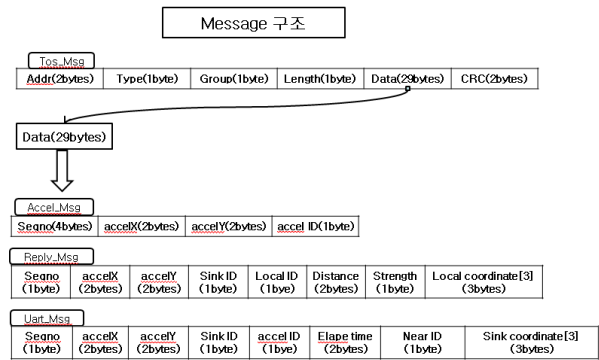 Message 구조
Tos_Msg
Addr(2bytes) Type(1byte) Group(1byte) Length(1byte) Data(29bytes) CRC(2bytes)
Data(29bytes)
Accel_Msg
Seqno(4bytes) accelX(2bytes) accelY(2bytes) accel ID(1byte)
Reply_Msg
Seqno accelX accelY Sink ID Local ID Distance Strength Local coordinate[3]
(1byte) (2bytes) (2bytes) (1byte) (1bye) (2bytes) (1byte) (3bytes)
Uart_Msg
Seqno accelX accelY Sink ID accel ID Elape time Near ID Sink coordinate[3]
(1byte) (2bytes) (2bytes) (1byte) (1bye) (2bytes) (1byte) (3bytes)